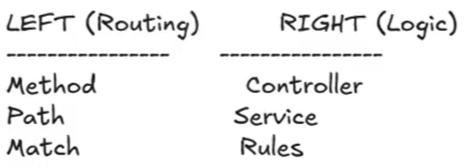 LEFT (Routing) RIGHT (Logic)
---------------- ----------------
Method Controller
Path Service
Match Rules